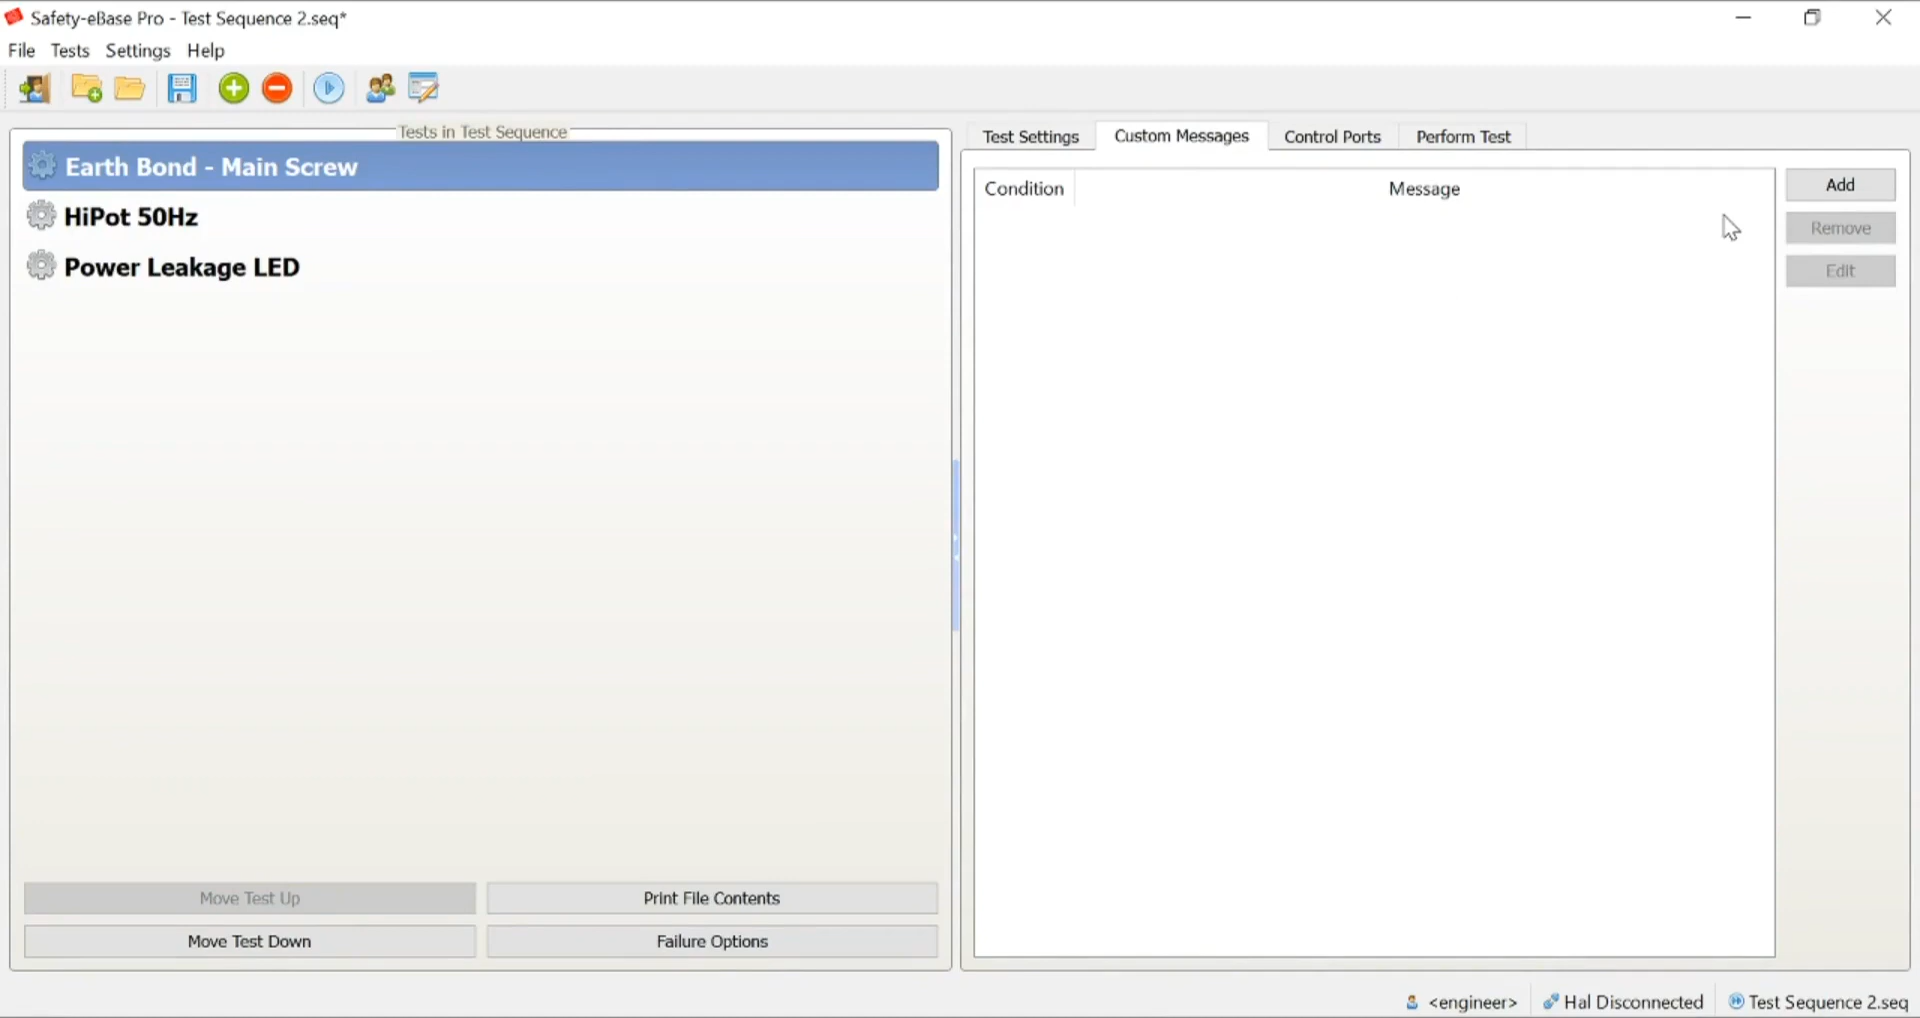 Safety-eBase Pro - Test Sequence 2.seq*
File Tests Settings Help
Tests in Test Sequence
Earth Bond - Main Screw
HiPot 50Hz
Power Leakage LED
Move Test Up
Print File Contents
Move Test Down
Failure Options
Test Settings Custom Messages Control Ports Perform Test
Condition Message
Add
Remove
Edit
<engineer> Hal Disconnected Test Sequence 2.seq